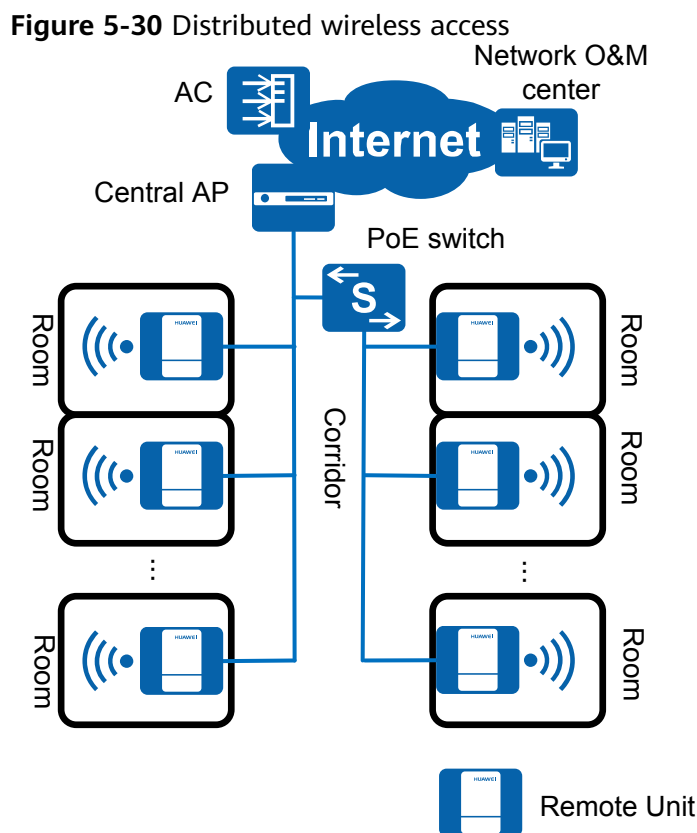 Figure 5-30 Distributed wireless access
Network O&M
center
AC
Internet
Central AP
PoE switch
S
HUAWEI
Room
HUAWEI
Room
Corridor
HUAWEI
Room
HUAWEI
Room
...
...
HUAWEI
Room
HUAWEI
Room
HUAWEI
Remote Unit